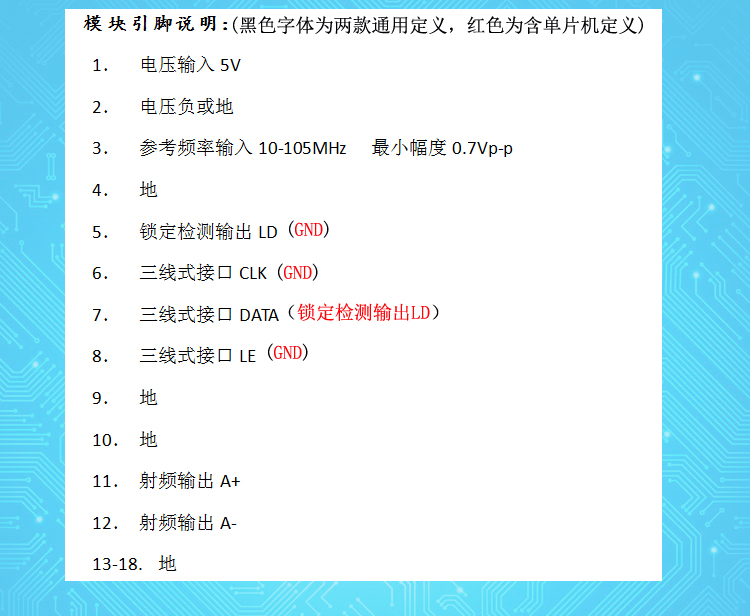 模块引脚说明:(黑色字体为两款通用定义，红色为含单片机定义)
1. 电压输入 5V
2. 电压负或地
3. 参考频率输入 10-105MHz 最小幅度 0.7Vp-p
4. 地
5. 锁定检测输出 LD (GND)
6. 三线式接口 CLK (GND)
7. 三线式接口 DATA（锁定检测输出LD）
8. 三线式接口 LE (GND)
9. 地
10. 地
11. 射频输出 A+
12. 射频输出 A-
13-18. 地